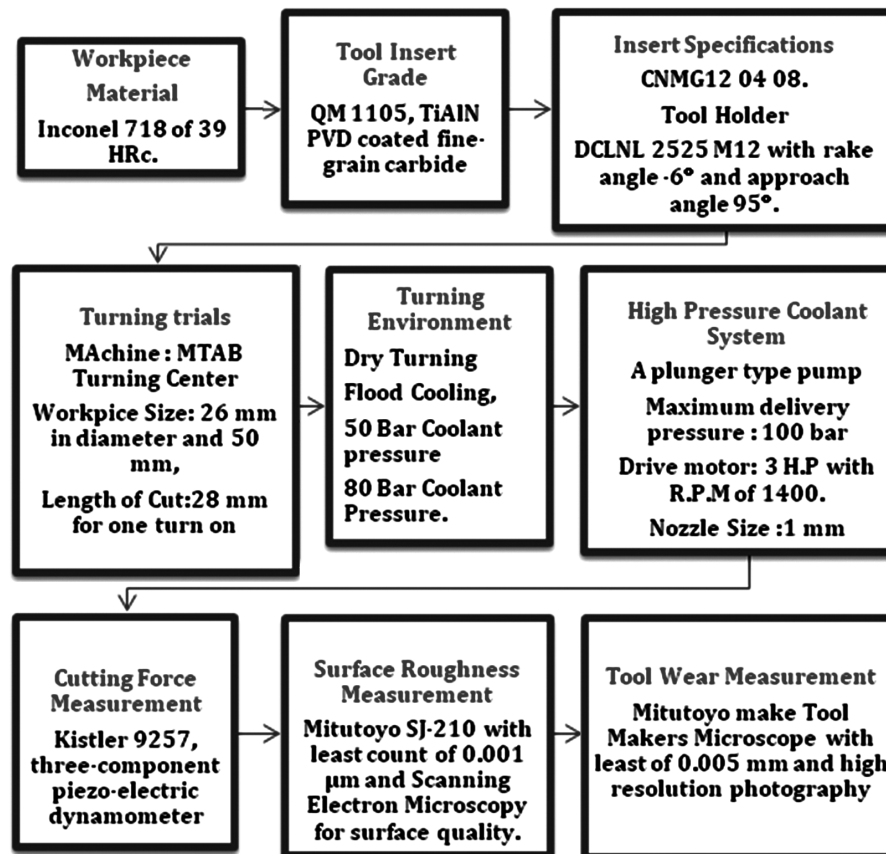 Workpiece
Material
Inconel 718 of 39
HRc.
Tool Insert
Grade
QM 1105, TiAlN
PVD coated fine-
grain carbide
Insert Specifications
CNMG12 04 08.
Tool Holder
DCLNL 2525 M12 with rake
angle -6° and approach
angle 95°.
Turning trials
MAchine : MTAB
Turning Center
Workpice Size: 26 mm
in diameter and 50
mm,
Length of Cut:28 mm
for one turn on
Turning
Environment
Dry Turning
Flood Cooling,
50 Bar Coolant
pressure
80 Bar Coolant
Pressure.
High Pressure Coolant
System
A plunger type pump
Maximum delivery
pressure : 100 bar
Drive motor: 3 H.P with
R.P.M of 1400.
Nozzle Size :1 mm
Cutting Force
Measurement
Kistler 9257,
three-component
piezo-electric
dynamometer
Surface Roughness
Measurement
Mitutoyo SJ-210 with
least count of 0.001
μm and Scanning
Electron Microscopy
for surface quality.
Tool Wear Measurement
Mitutoyo make Tool
Makers Microscope with
least of 0.005 mm and high
resolution photography